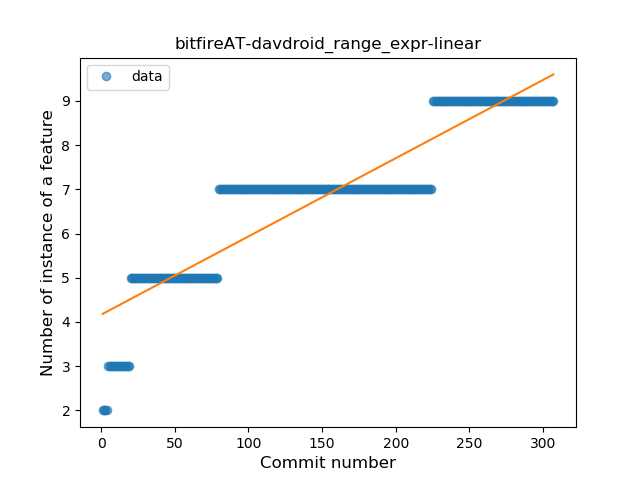 bitfireAT-davdroid_range_expr-linear
data
Number of instance of a feature
9
8
7
6
5
4
3
2
0 50 100 150 200 250 300
Commit number